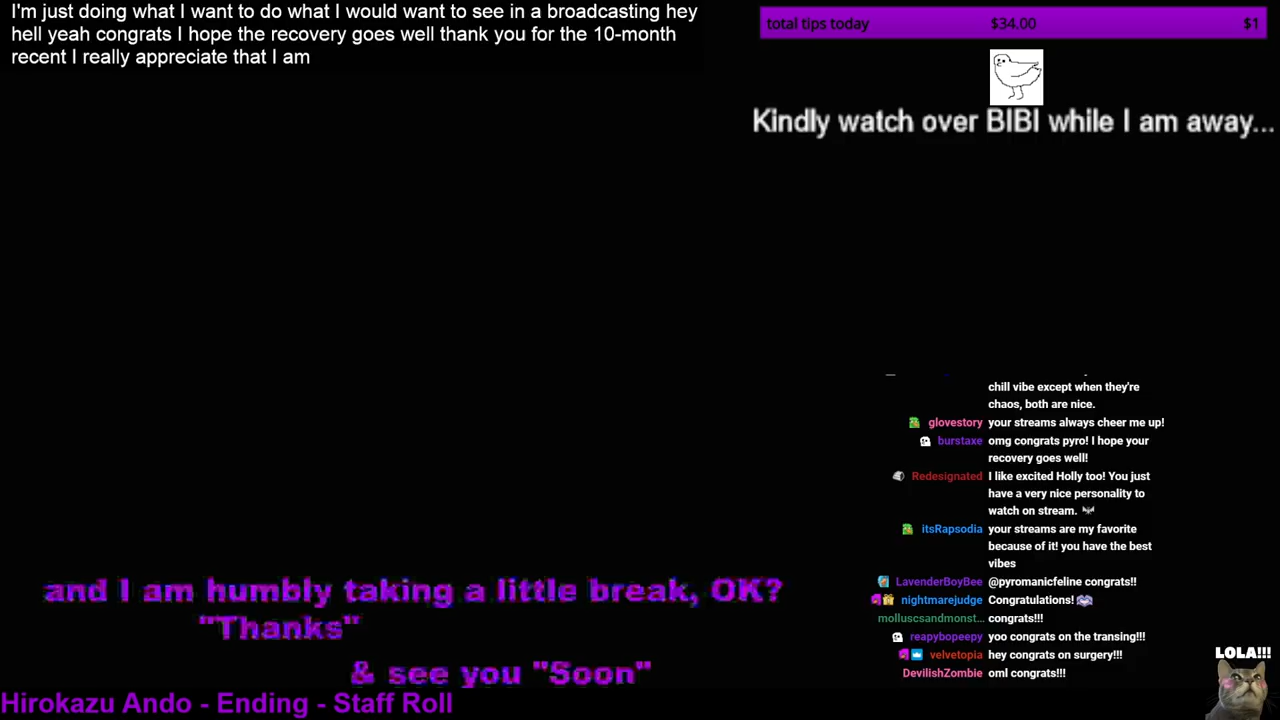 I'm just doing what I want to do what I would want to see in a broadcasting hey
hell yeah congrats I hope the recovery goes well thank you for the 10-month
recent I really appreciate that I am
total tips today $34.00 $1
Kindly watch over BIBI while I am away...
chill vibe except when they're
chaos, both are nice.
glovestory your streams always cheer me up!
burstaxe omg congrats pyro! I hope your
recovery goes well!
Redesignated I like excited Holly too! You just
have a very nice personality to
watch on stream.
itsRapsodia your streams are my favorite
because of it! you have the best
vibes
LavenderBoyBee @pyromanicfeline congrats!!
nightmarejudge Congratulations!
molluscsandmonst... congrats!!!
reapybopeepy yoo congrats on the transing!!!
velvetopia hey congrats on surgery!!!
DevilishZombie oml congrats!!!
LOLA!!!
and I am humbly taking a little break, OK?
"Thanks"
& see you "Soon"
Hirokazu Ando - Ending - Staff Roll